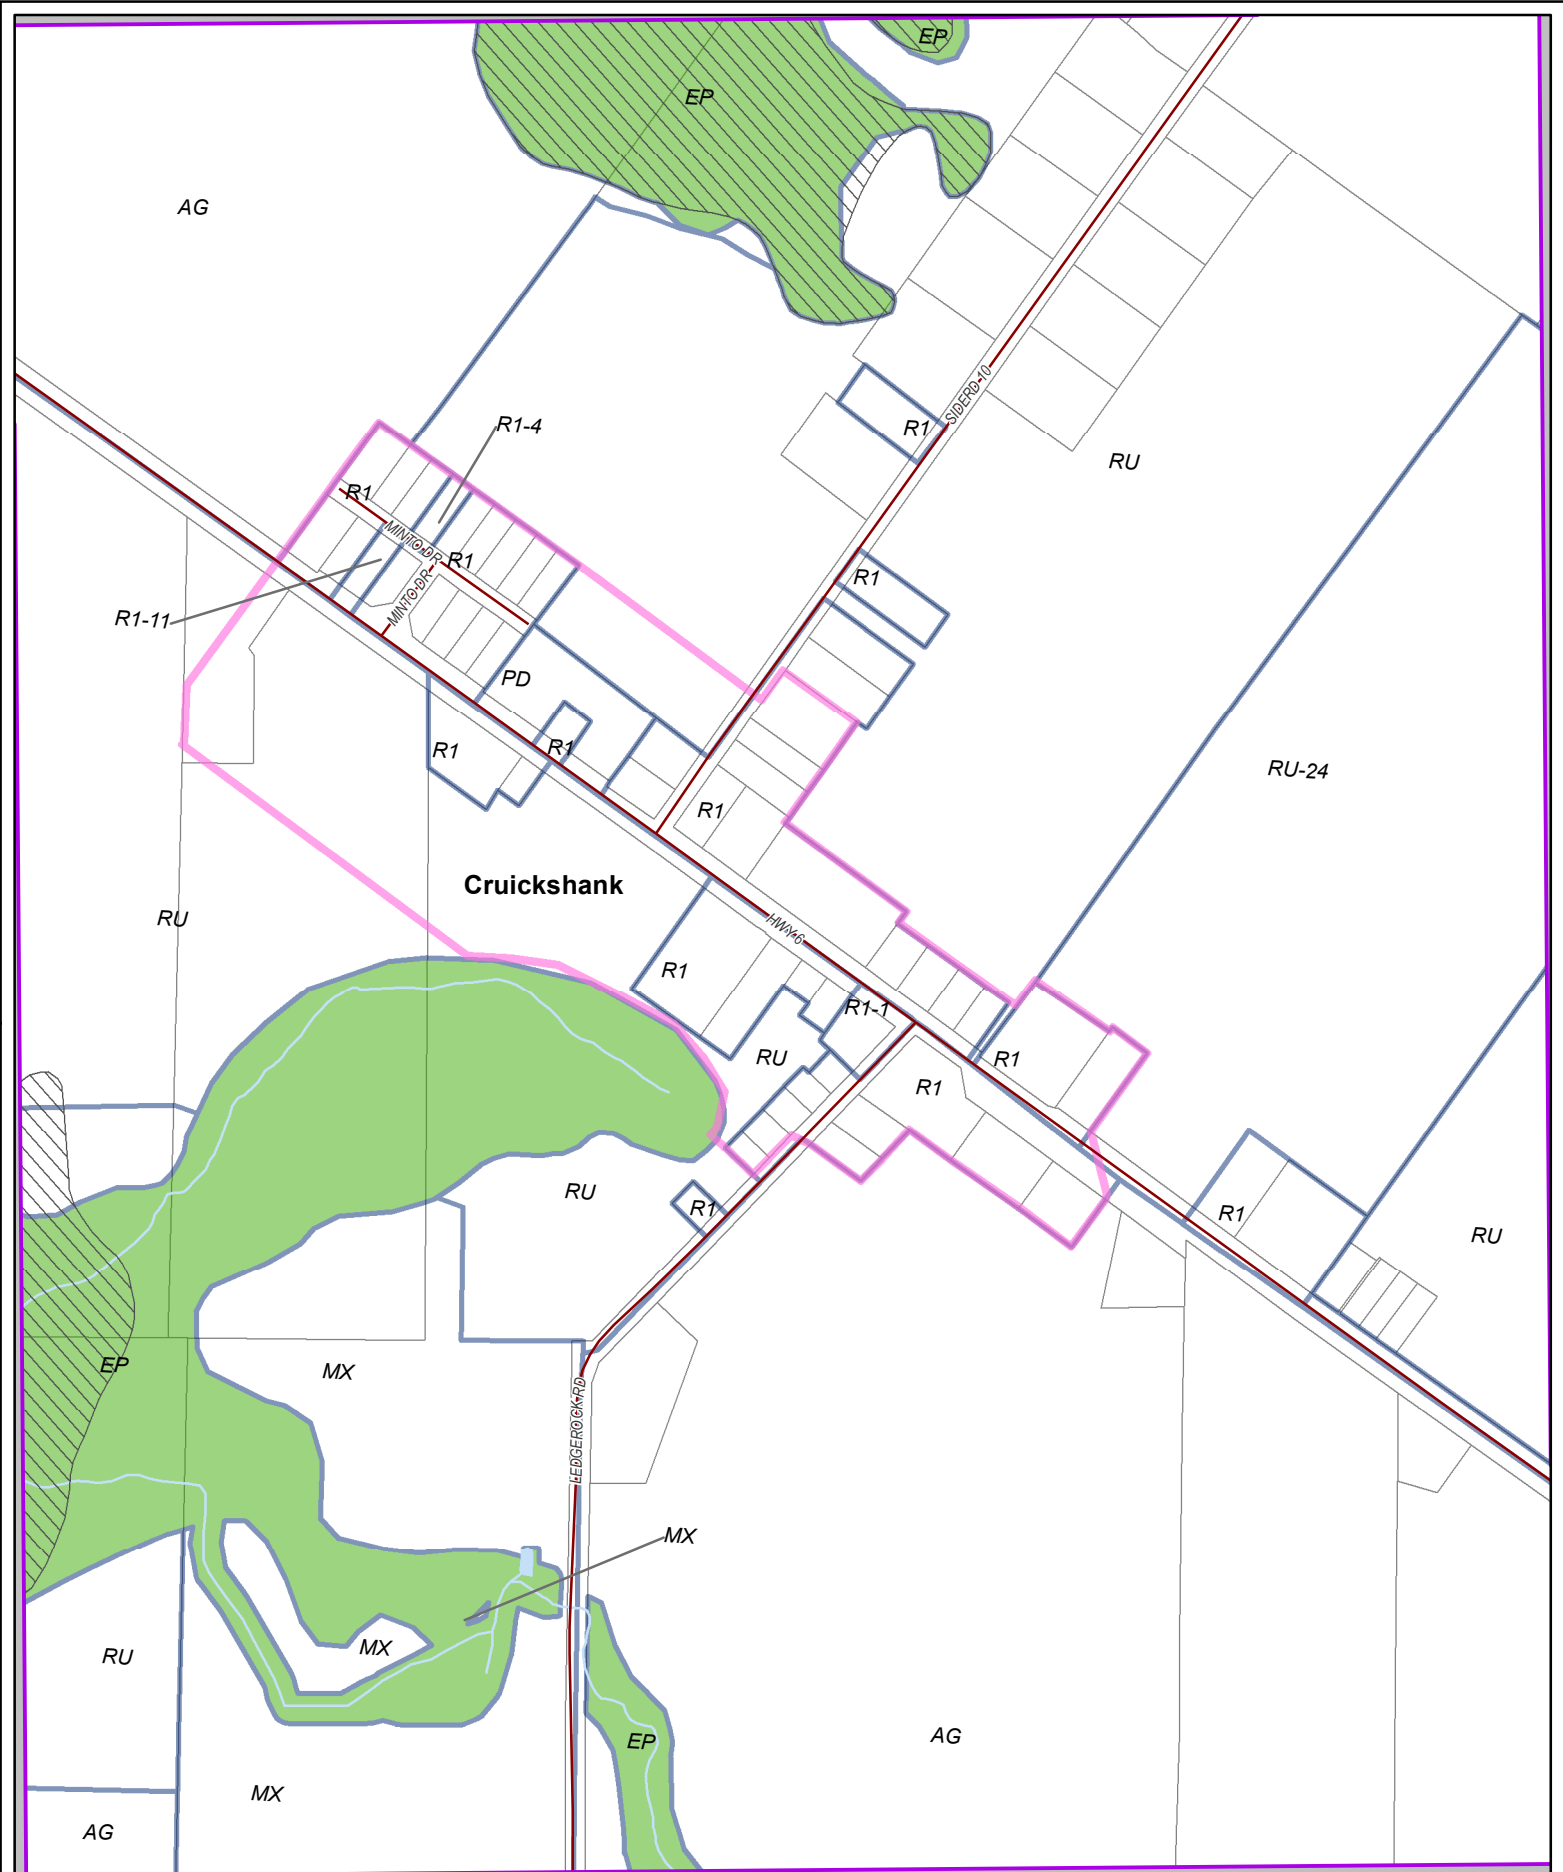 EP
EP
AG
R1-4
R1
SIDERD-10
RU
R1
MINTO DR
R1
R1
MINTO DR
R1-11
PD
R1
R1
RU-24
R1
Cruickshank
RU
HWY 6
R1
R1-1
RU
R1
R1
RU
R1
R1
RU
EP
MX
LEDGEROCK RD
MX
MX
RU
EP
AG
MX
AG